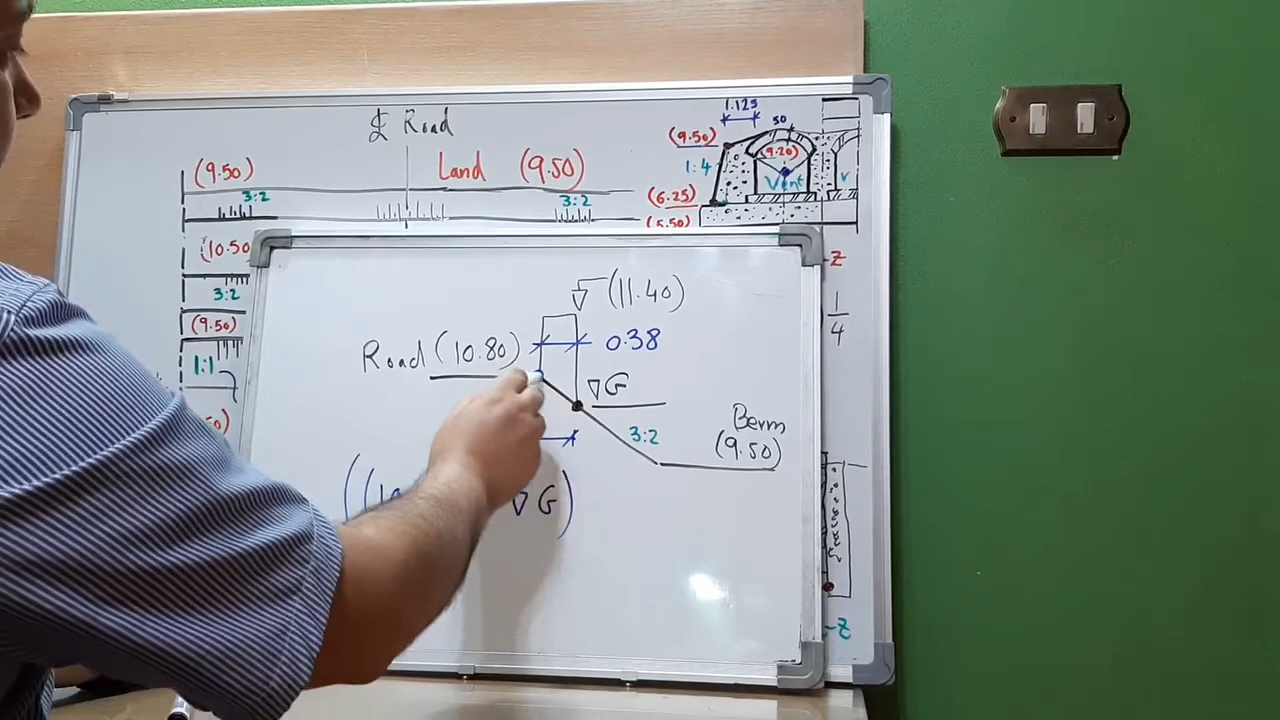 ℄ Road
(9.50)
Land (9.50)
3:2
3:2
(10.50
3:2
(9.50)
1:1
1.125
50
(9.50)
(9.20)
1:4
Vent
v
(6.25)
(5.50)
(11.40)
Road (10.80)
0.38
▽G
Berm
(9.50)
3:2
▽G)
-Z
1/4
-Z